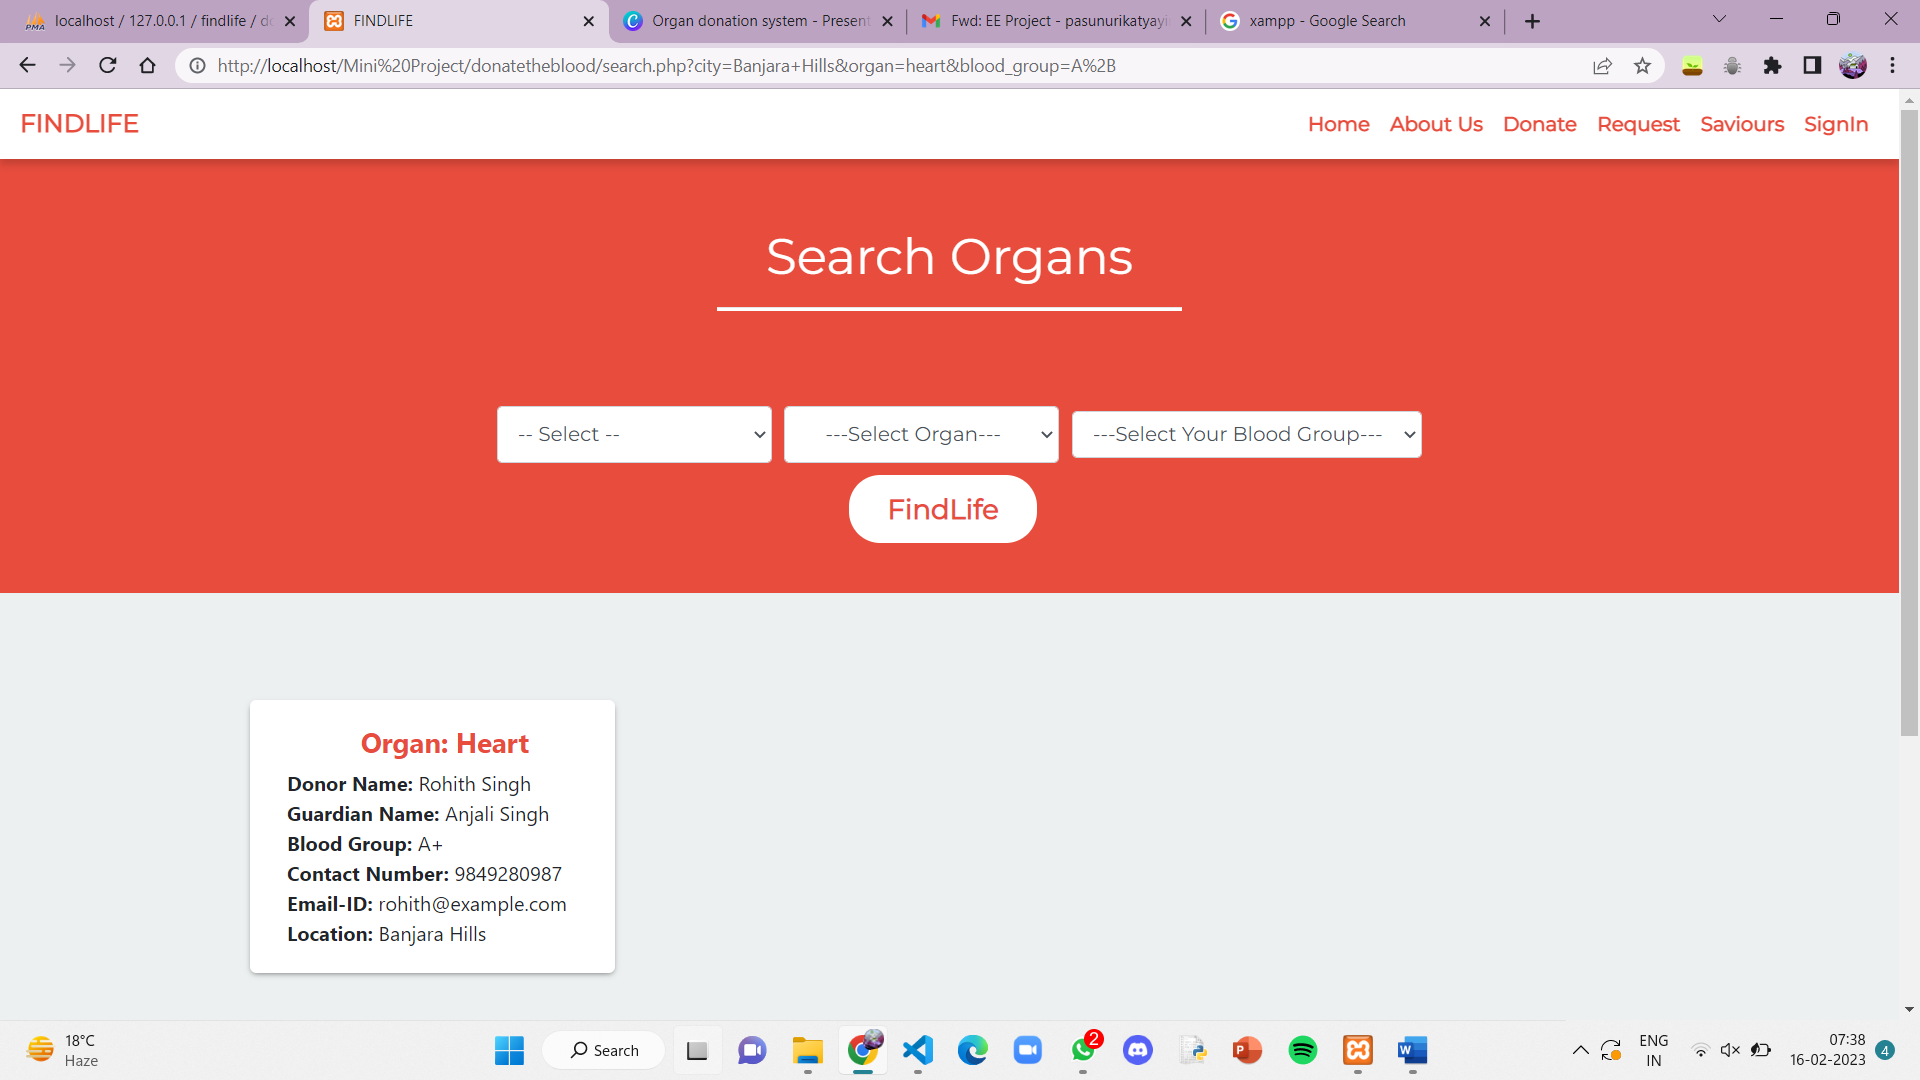 localhost / 127.0.0.1 / findlife / do
FINDLIFE
Organ donation system - Present
Fwd: EE Project - pasunurikatyayi
xampp - Google Search
http://localhost/Mini%20Project/donatetheblood/search.php?city=Banjara+Hills&organ=heart&blood_group=A%2B
FINDLIFE
Home
About Us
Donate
Request
Saviours
SignIn
Search Organs
-- Select --
---Select Organ---
---Select Your Blood Group---
FindLife
Organ: Heart
Donor Name: Rohith Singh
Guardian Name: Anjali Singh
Blood Group: A+
Contact Number: 9849280987
Email-ID: rohith@example.com
Location: Banjara Hills
18°C
Haze
Search
2
ENG
IN
07:38
16-02-2023
4